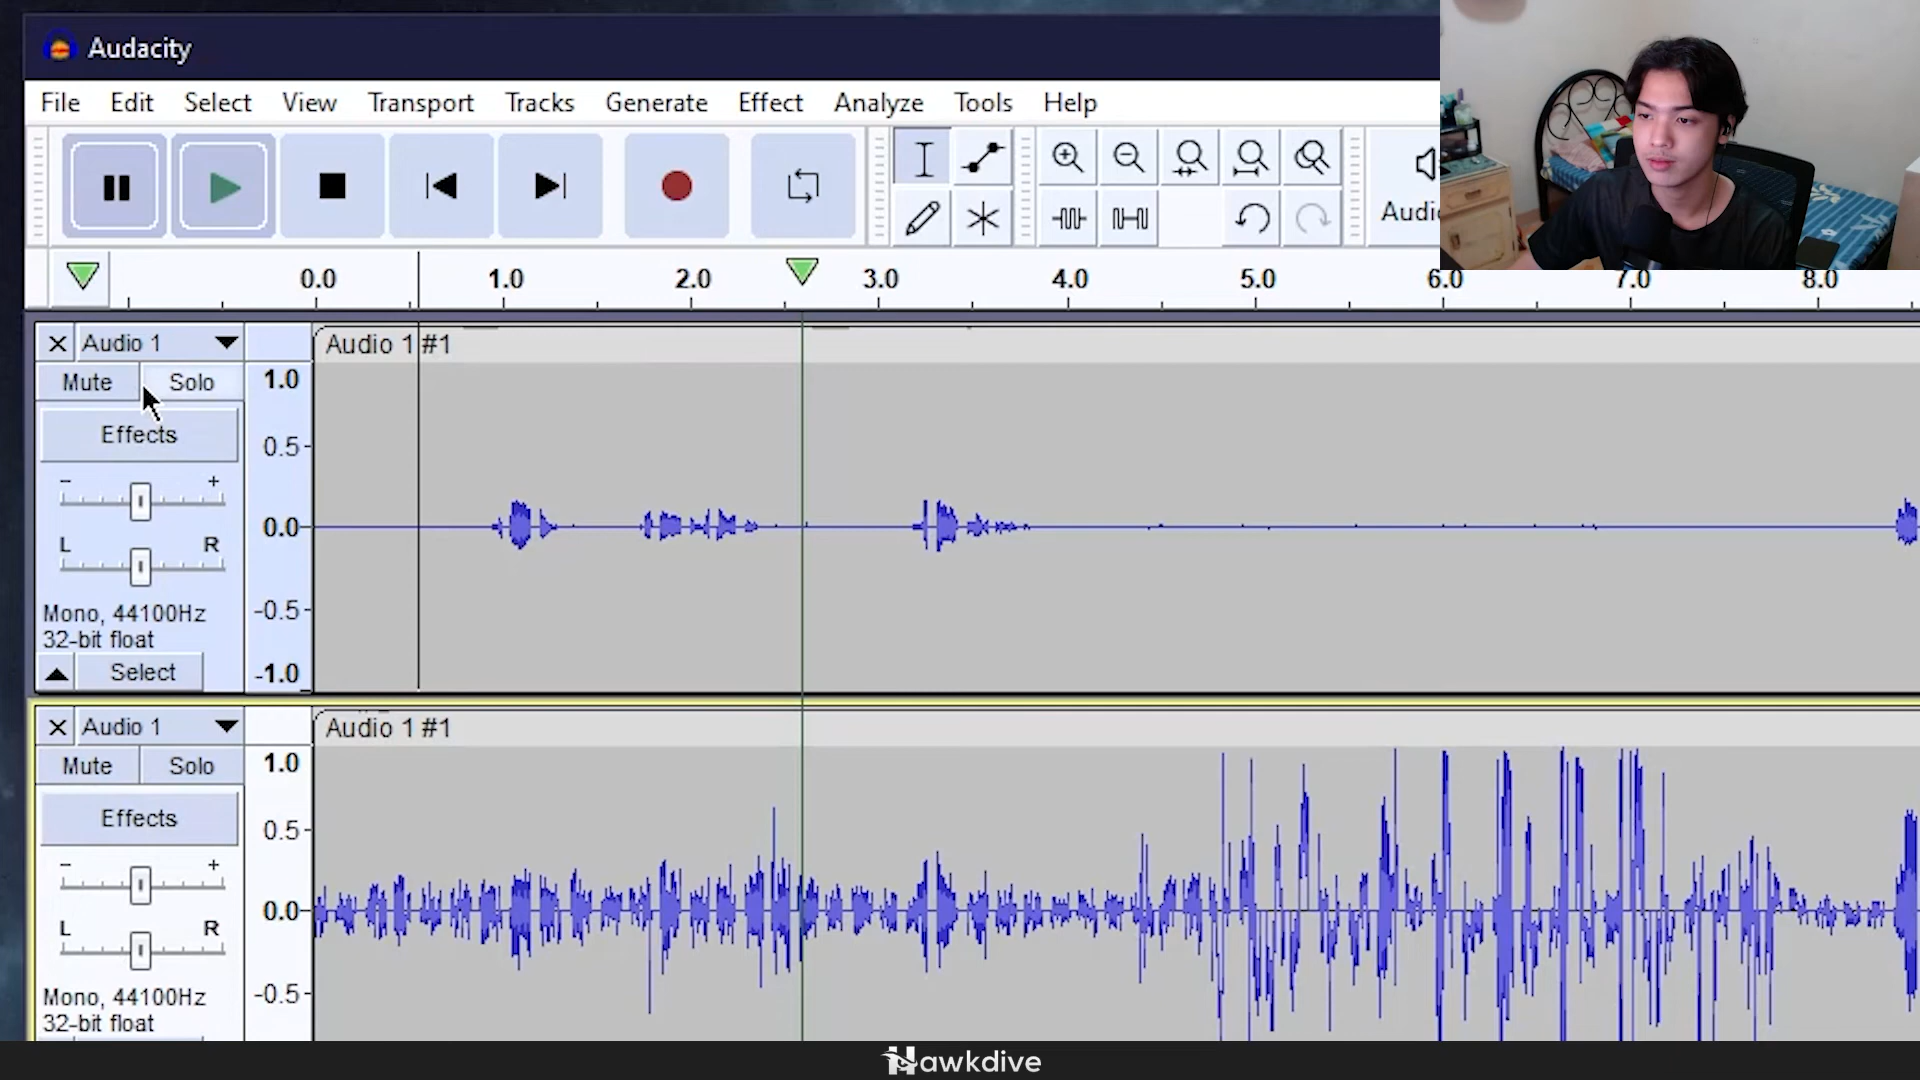 Audacity
File Edit Select View Transport Tracks Generate Effect Analyze Tools Help
Audio
0.0 1.0 2.0 3.0 4.0 5.0 6.0 7.0 8.0
Audio 1
Audio 1 #1
Mute Solo
1.0
Effects
0.5
- +
0.0
L R
-0.5
Mono, 44100Hz
32-bit float
Select
-1.0
Audio 1
Audio 1 #1
Mute Solo
1.0
Effects
0.5
- +
0.0
L R
-0.5
Mono, 44100Hz
32-bit float
Hawkdive